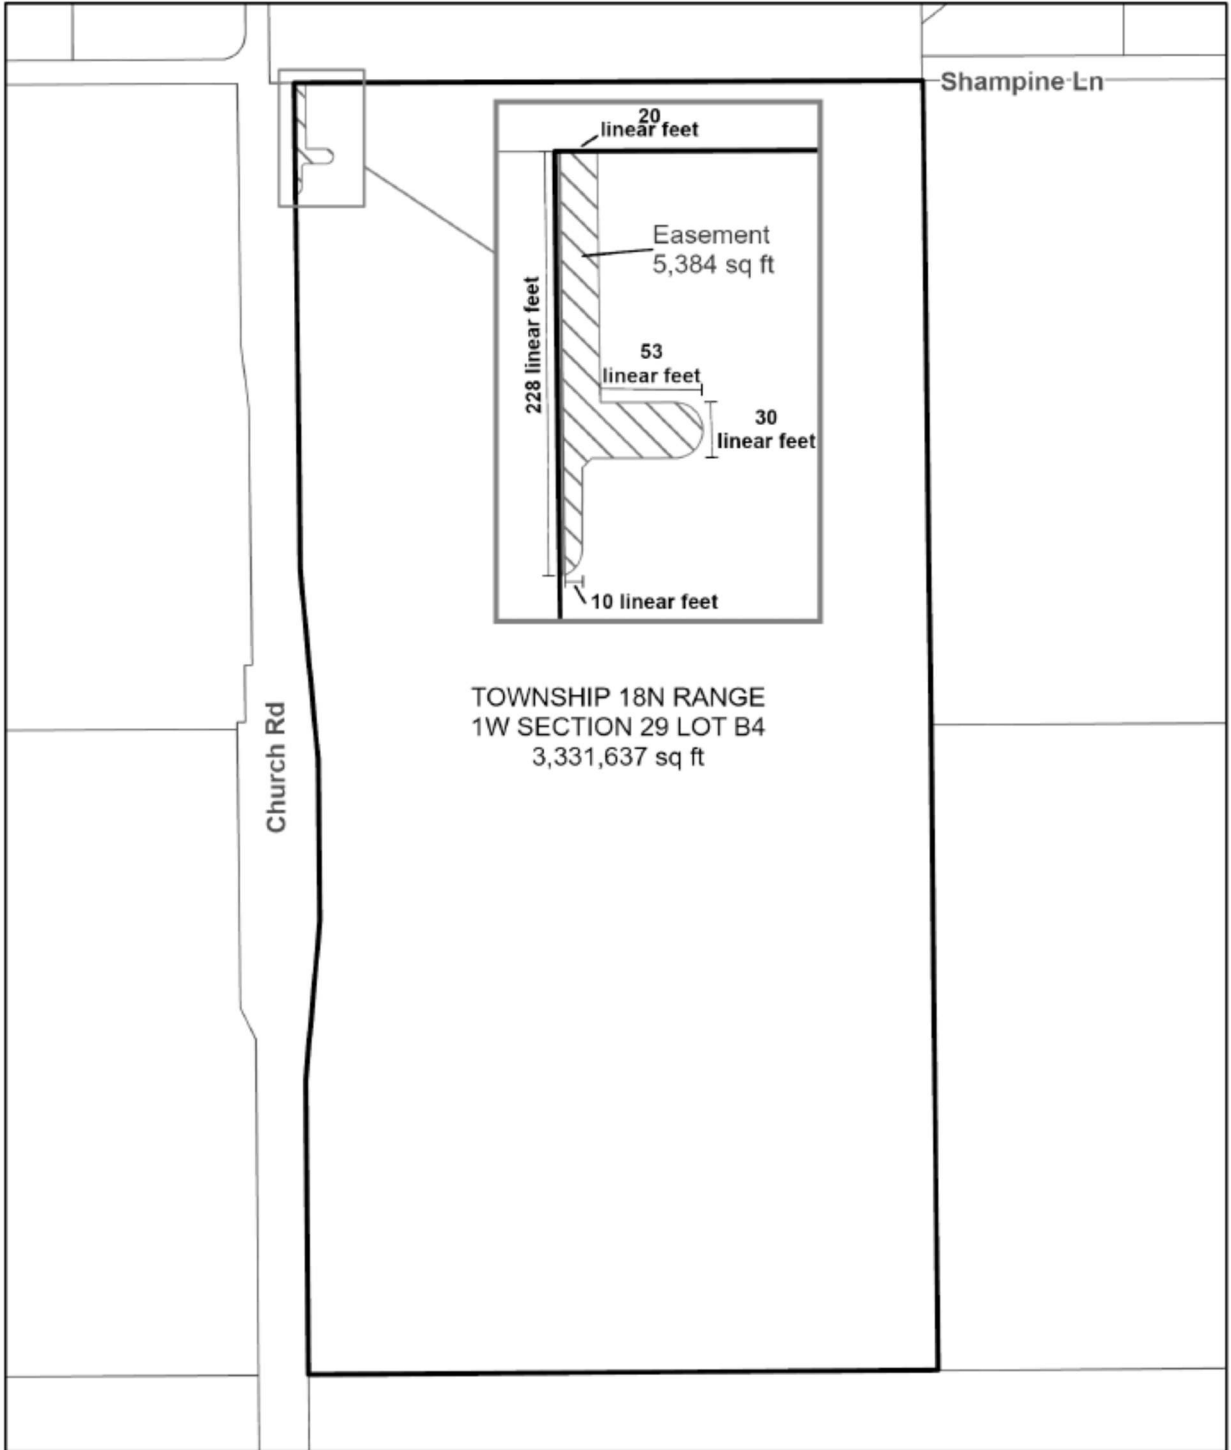 Shampine Ln
20
linear feet
Easement
5,384 sq ft
228 linear feet
53
linear feet
30
linear feet
10 linear feet
TOWNSHIP 18N RANGE
1W SECTION 29 LOT B4
3,331,637 sq ft
Church Rd